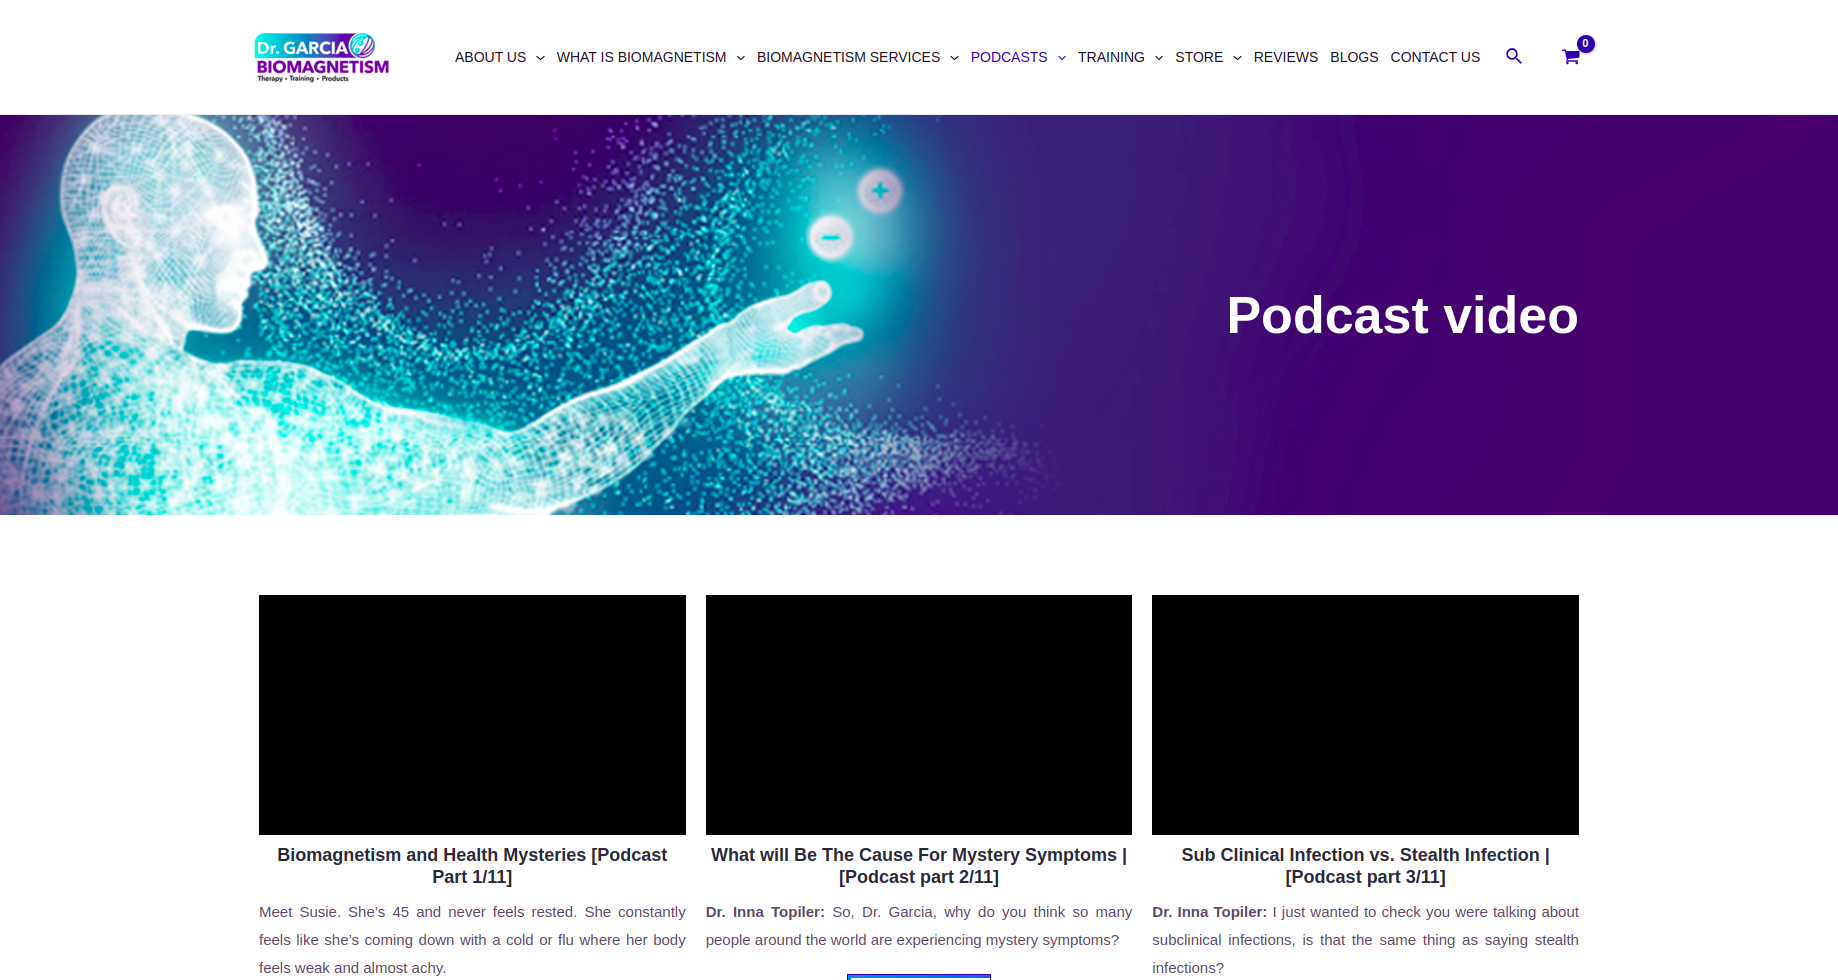 Dr. GARCIA
BIOMAGNETISM
Therapy • Training • Products
ABOUT US WHAT IS BIOMAGNETISM BIOMAGNETISM SERVICES PODCASTS TRAINING STORE REVIEWS BLOGS CONTACT US 0
Podcast video
Biomagnetism and Health Mysteries [Podcast
Part 1/11]
Meet Susie. She’s 45 and never feels rested. She constantly
feels like she’s coming down with a cold or flu where her body
feels weak and almost achy.
What will Be The Cause For Mystery Symptoms |
[Podcast part 2/11]
Dr. Inna Topiler: So, Dr. Garcia, why do you think so many
people around the world are experiencing mystery symptoms?
Sub Clinical Infection vs. Stealth Infection |
[Podcast part 3/11]
Dr. Inna Topiler: I just wanted to check you were talking about
subclinical infections, is that the same thing as saying stealth
infections?